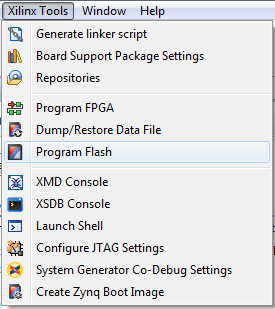 Xilinx Tools Window Help
Generate linker script
Board Support Package Settings
Repositories
Program FPGA
Dump/Restore Data File
Program Flash
XMD Console
XSDB Console
Launch Shell
Configure JTAG Settings
System Generator Co-Debug Settings
Create Zynq Boot Image